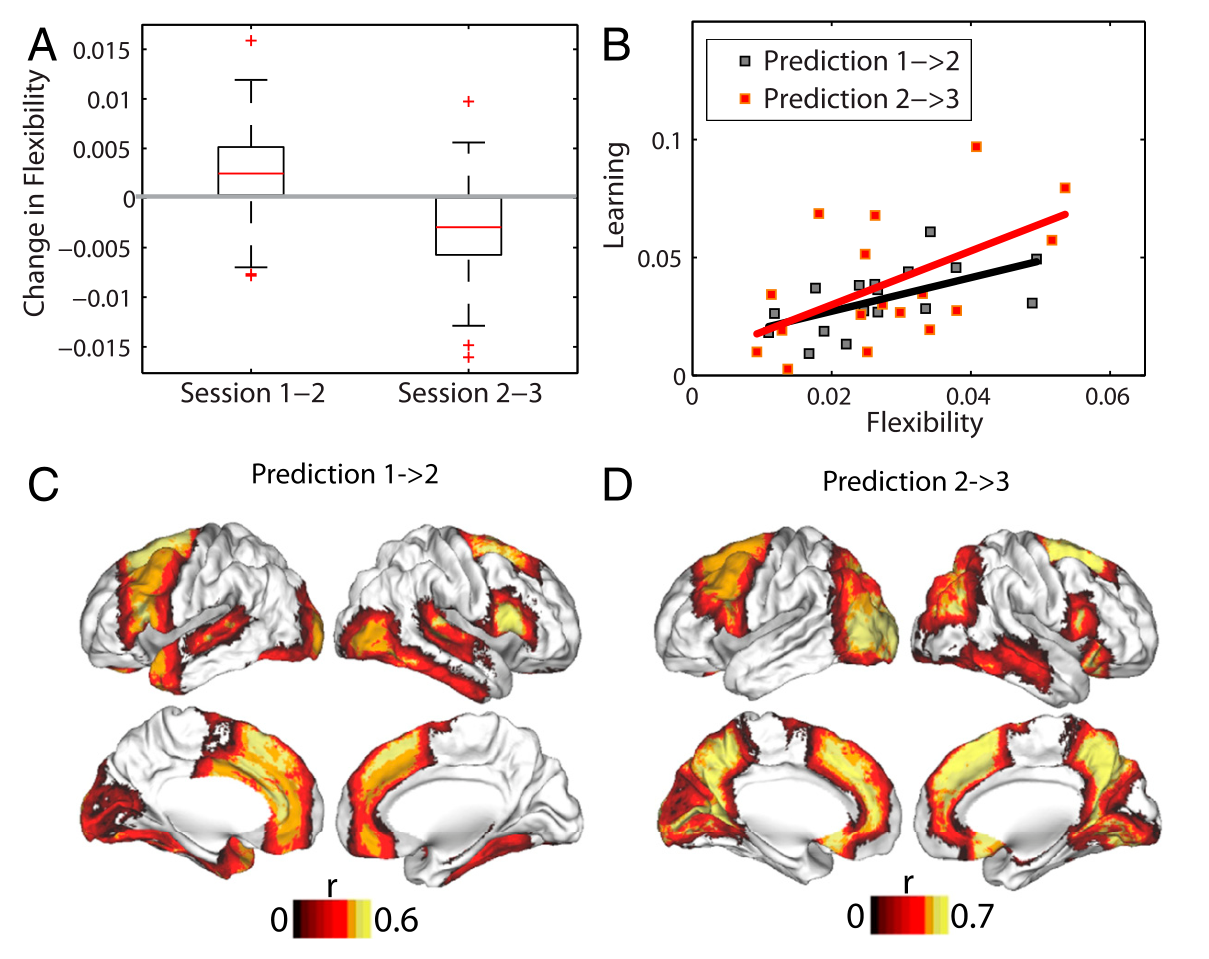 A
Change in Flexibility
0.015
0.01
0.005
0
−0.005
−0.01
−0.015
Session 1−2
Session 2−3
B
Learning
0.1
0.05
0
Prediction 1−>2
Prediction 2−>3
0
0.02
0.04
0.06
Flexibility
C
Prediction 1->2
r
0
0.6
D
Prediction 2->3
r
0
0.7